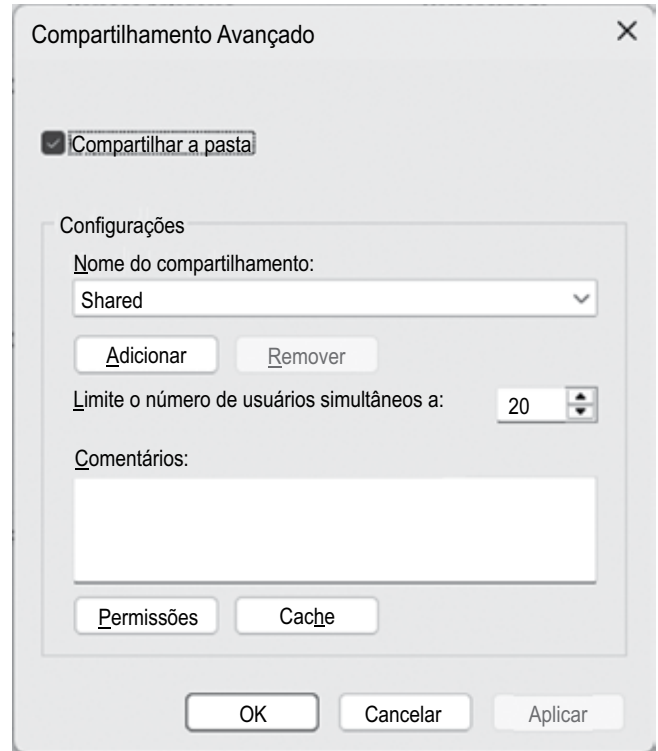 Compartilhamento Avançado
Compartilhar a pasta
Configurações
Nome do compartilhamento:
Shared
Adicionar Remover
Limite o número de usuários simultâneos a: 20
Comentários:
Permissões Cache
OK Cancelar Aplicar